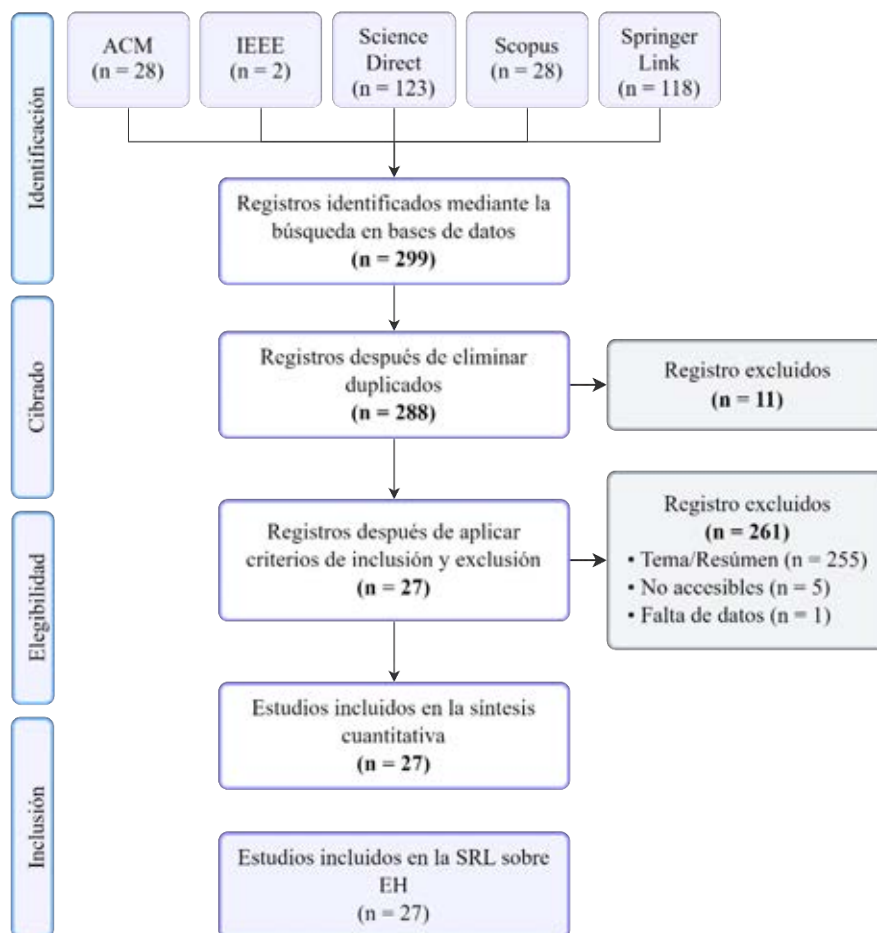 ACM
(n = 28)
IEEE
(n = 2)
Science
Direct
(n = 123)
Scopus
(n = 28)
Springer
Link
(n = 118)
Identificación
Registros identificados mediante la
búsqueda en bases de datos
(n = 299)
Cibrado
Registros después de eliminar
duplicados
(n = 288)
Registro excluidos
(n = 11)
Elegibilidad
Registros después de aplicar
criterios de inclusión y exclusión
(n = 27)
Registro excluidos
(n = 261)
• Tema/Resúmen (n = 255)
• No accesibles (n = 5)
• Falta de datos (n = 1)
Inclusión
Estudios incluidos en la síntesis
cuantitativa
(n = 27)
Estudios incluidos en la SRL sobre
EH
(n = 27)